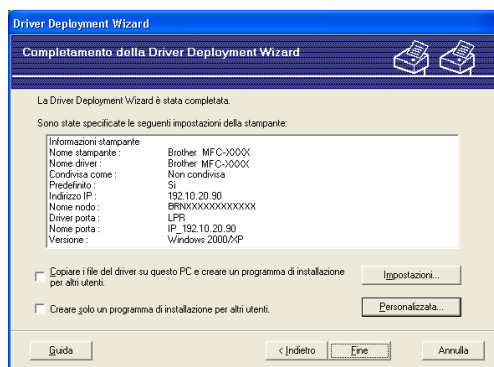 Driver Deployment Wizard
Completamento della Driver Deployment Wizard
La Driver Deployment Wizard è stata completata.
Sono state specificate le seguenti impostazioni della stampante:
Informazioni stampante
Nome stampante : Brother MFC-XXXX
Nome driver : Brother MFC-XXXX
Condivisa come : Non condivisa
Predefinito : Si
Indirizzo IP : 192.10.20.90
Nome nodo : BRNXXXXXXXXXXXX
Driver porta : LPR
Nome porta : IP_192.10.20.90
Versione : Windows 2000/XP
Copiare i file del driver su questo PC e creare un programma di installazione
per altri utenti.
Impostazioni...
Creare solo un programma di installazione per altri utenti.
Personalizzata...
Guida
< Indietro
Fine
Annulla